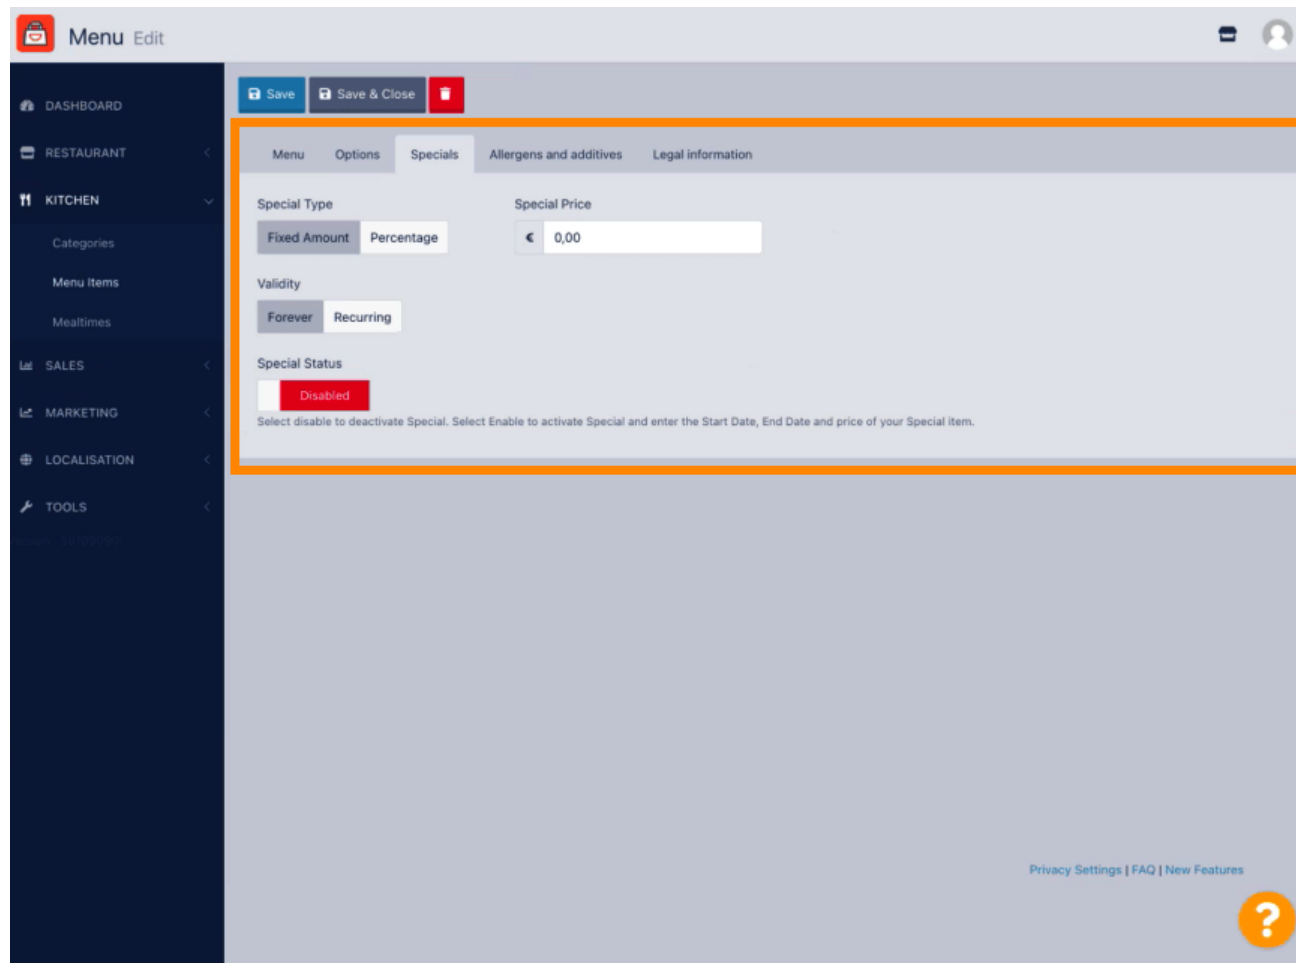 Menu Edit
DASHBOARD
RESTAURANT
KITCHEN
Categories
Menu Items
Mealtimes
SALES
MARKETING
LOCALISATION
TOOLS
Save
Save & Close
Menu
Options
Specials
Allergens and additives
Legal information
Special Type
Special Price
Fixed Amount
Percentage
€ 0,00
Validity
Forever
Recurring
Special Status
Disabled
Select disable to deactivate Special. Select Enable to activate Special and enter the Start Date, End Date and price of your Special item.
Privacy Settings | FAQ | New Features
?